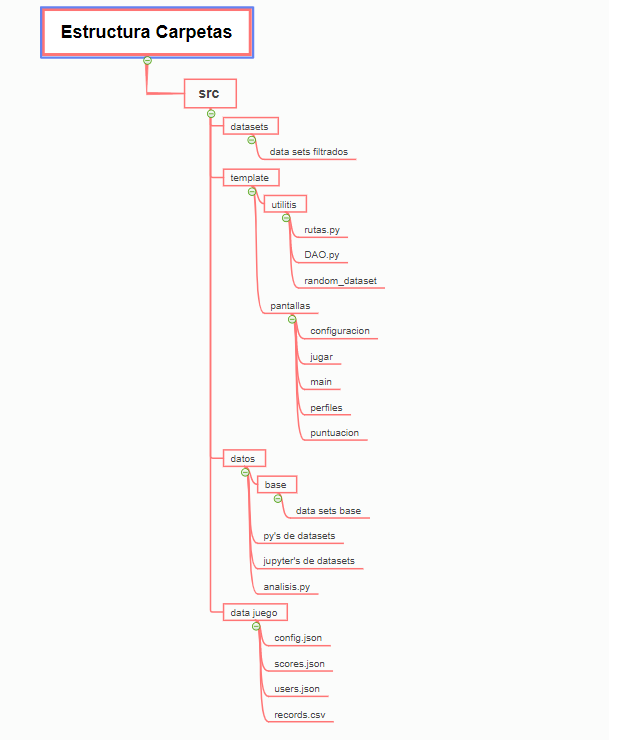 Estructura Carpetas
src
datasets
data sets filtrados
template
utilitis
rutas.py
DAO.py
random_dataset
pantallas
configuracion
jugar
main
perfiles
puntuacion
datos
base
data sets base
py's de datasets
jupyter's de datasets
analisis.py
data juego
config.json
scores.json
users.json
records.csv